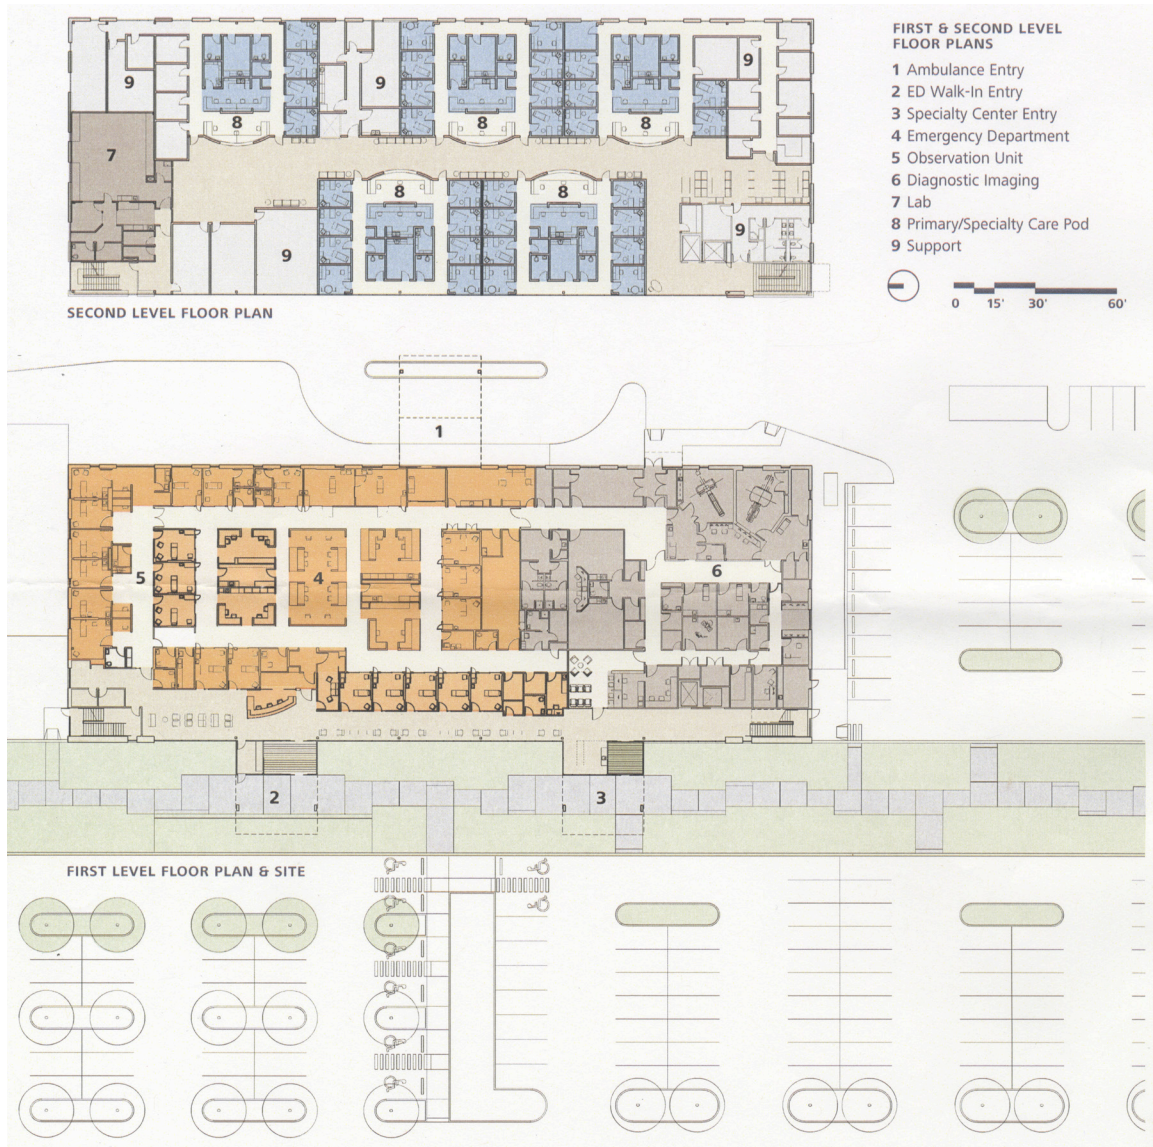 FIRST & SECOND LEVEL
FLOOR PLANS
1 Ambulance Entry
2 ED Walk-In Entry
3 Specialty Center Entry
4 Emergency Department
5 Observation Unit
6 Diagnostic Imaging
7 Lab
8 Primary/Specialty Care Pod
9 Support
0 15' 30' 60'
9
9
9
8
8
8
7
8
8
9
9
SECOND LEVEL FLOOR PLAN
1
5
4
6
2
3
FIRST LEVEL FLOOR PLAN & SITE